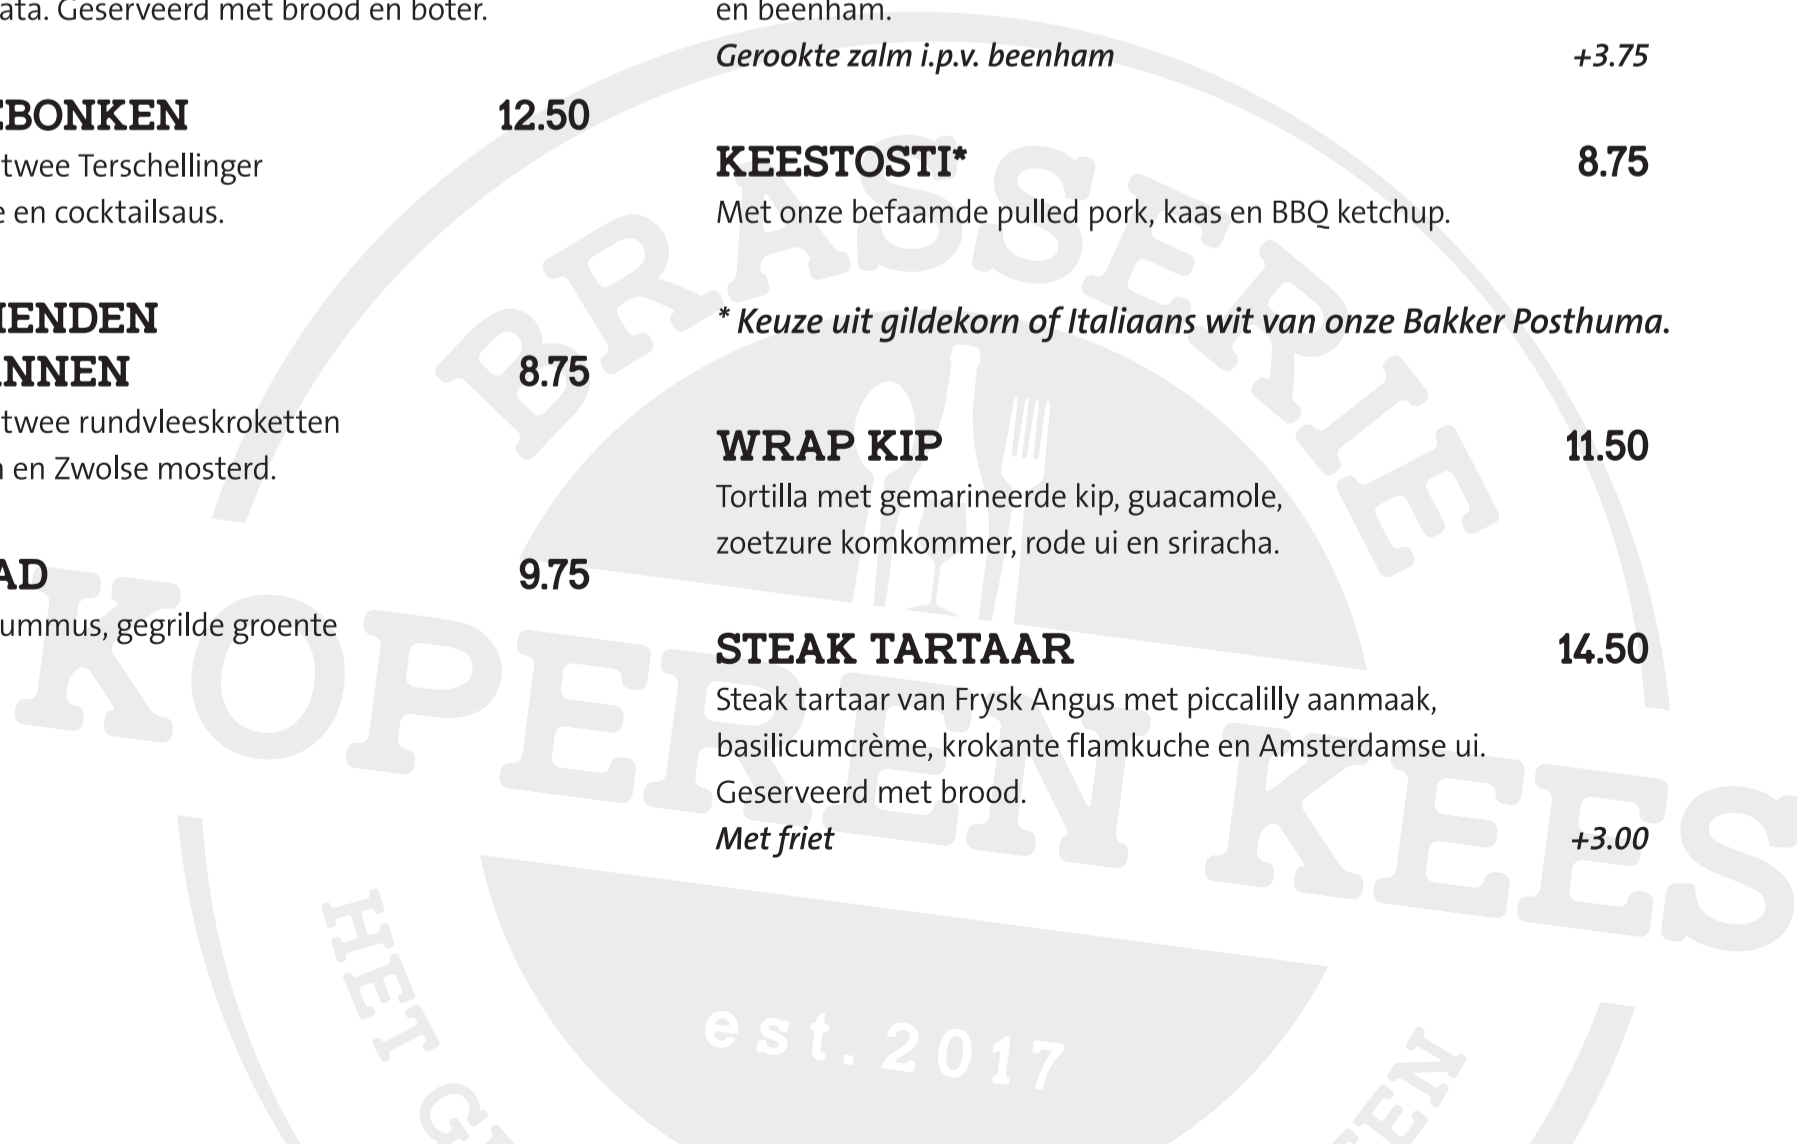 ata. Geserveerd met brood en boter.
EBONKEN 12.50
twee Terschellinger
e en cocktailsaus.
IENDEN
ANNEN 8.75
twee rundvleeskroketten
en Zwolse mosterd.
AD 9.75
ummus, gegrilde groente
en beenham.
Gerookte zalm i.p.v. beenham +3.75
KEESTOSTI* 8.75
Met onze befaamde pulled pork, kaas en BBQ ketchup.
* Keuze uit gildekorn of Italiaans wit van onze Bakker Posthuma.
WRAP KIP 11.50
Tortilla met gemarineerde kip, guacamole,
zoetzure komkommer, rode ui en sriracha.
STEAK TARTAAR 14.50
Steak tartaar van Frysk Angus met piccalilly aanmaak,
basilicumcrème, krokante flamkuche en Amsterdamse ui.
Geserveerd met brood.
Met friet +3.00
BRASSERIE
KOPEREN KEES
est. 2017
HET